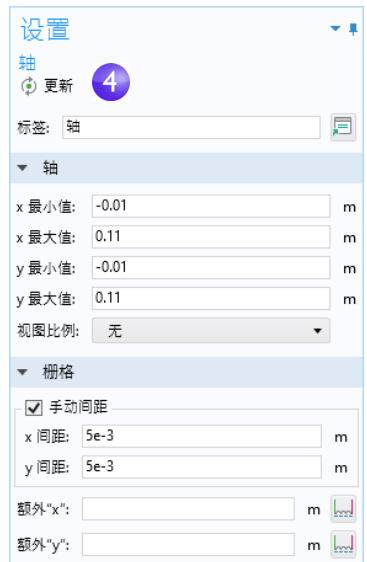 设置
轴
更新 4
标签: 轴
轴
x 最小值: -0.01 m
x 最大值: 0.11 m
y 最小值: -0.01 m
y 最大值: 0.11 m
视图比例: 无
栅格
手动间距
x 间距: 5e-3 m
y 间距: 5e-3 m
额外"x": m
额外"y": m